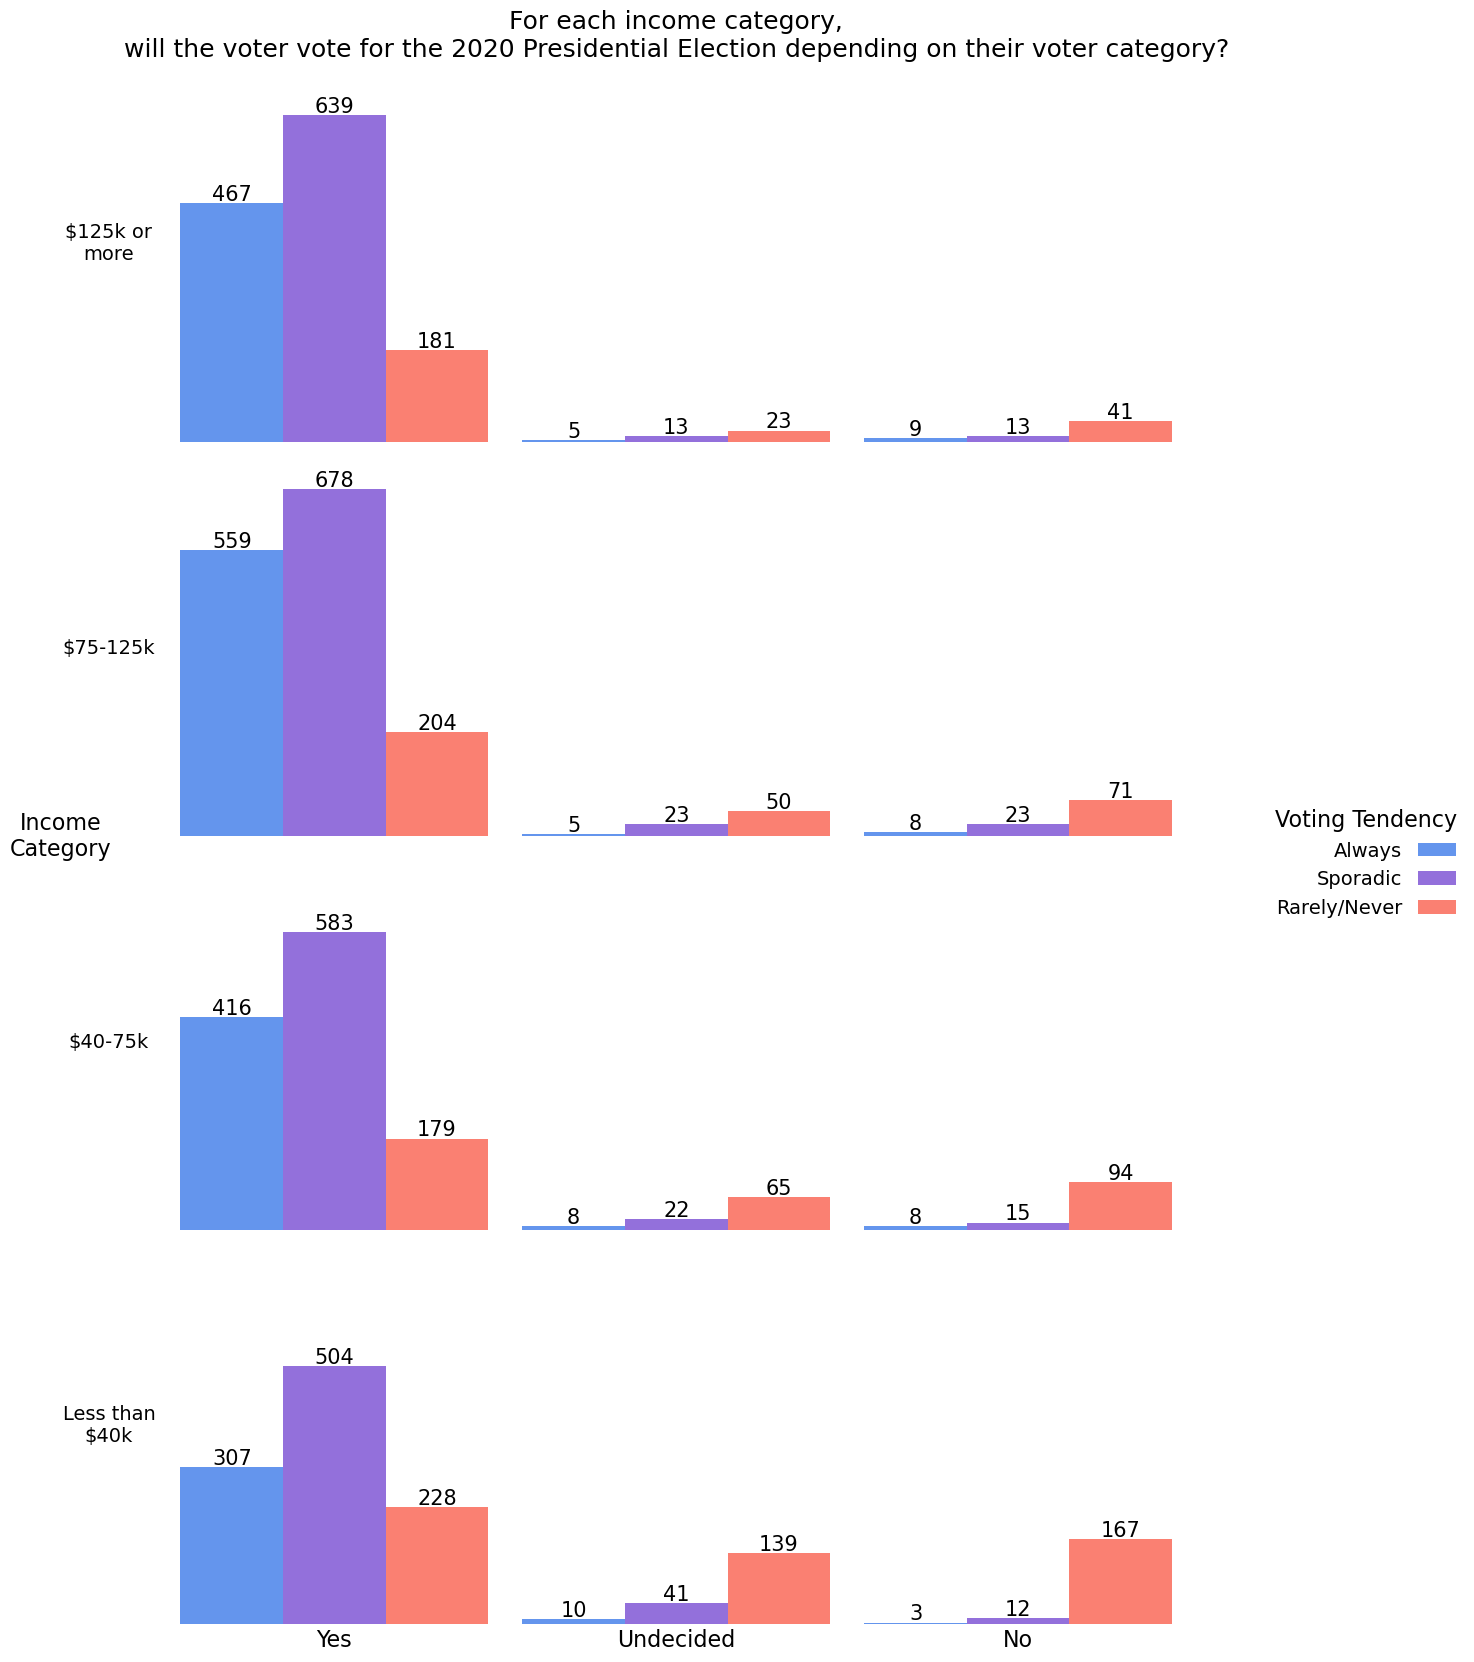 For each income category,
will the voter vote for the 2020 Presidential Election depending on their voter category?
639
467
181
$125k or
more
5
13
23
9
13
41
678
559
204
$75-125k
5
23
50
8
23
71
Income
Category
Voting Tendency
Always
Sporadic
Rarely/Never
583
416
179
$40-75k
8
22
65
8
15
94
504
307
228
Less than
$40k
10
41
139
3
12
167
Yes
Undecided
No